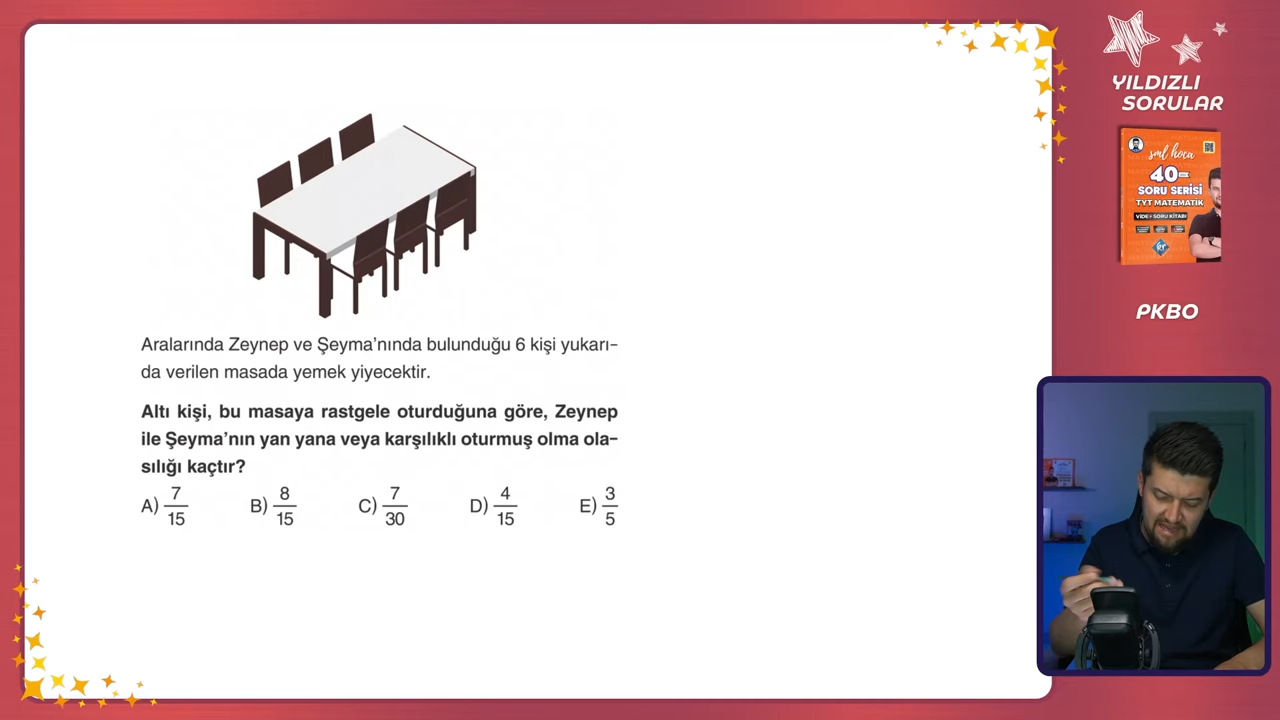 YILDIZLI
SORULAR
sml hoca
40
SORU SERİSİ
TYT MATEMATİK
PKBO
Aralarında Zeynep ve Şeyma’nında bulunduğu 6 kişi yukarı-
da verilen masada yemek yiyecektir.
Altı kişi, bu masaya rastgele oturduğuna göre, Zeynep
ile Şeyma’nın yan yana veya karşılıklı oturmuş olma ola-
sılığı kaçtır?
A) 7/15 B) 8/15 C) 7/30 D) 4/15 E) 3/5